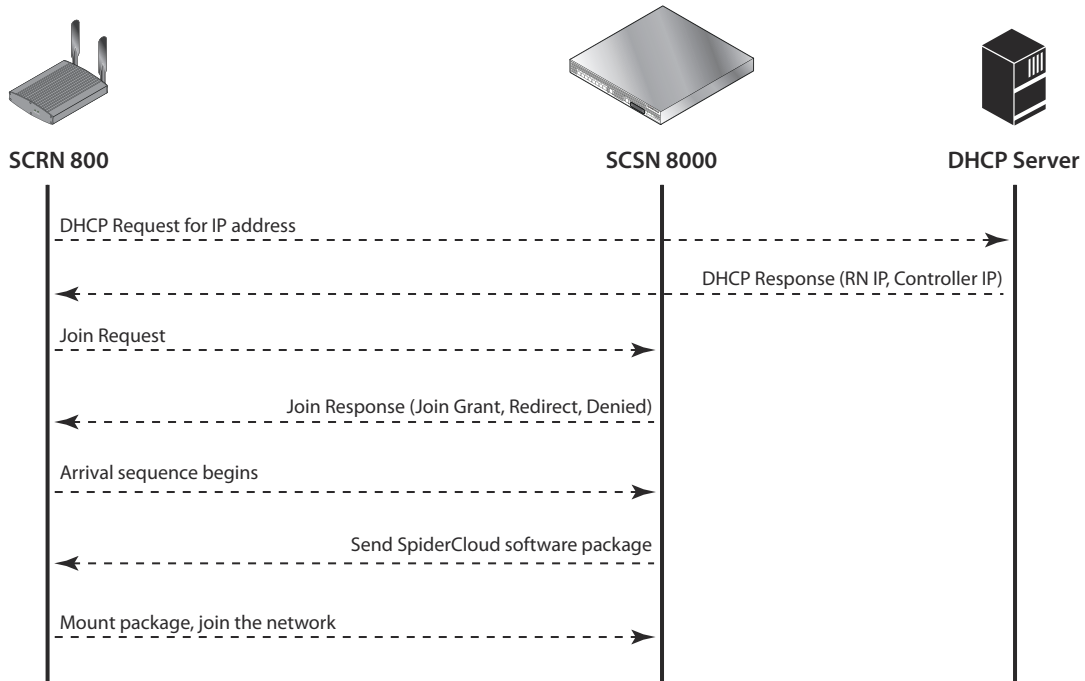 SCRN 800
SCSN 8000
DHCP Server
DHCP Request for IP address
DHCP Response (RN IP, Controller IP)
Join Request
Join Response (Join Grant, Redirect, Denied)
Arrival sequence begins
Send SpiderCloud software package
Mount package, join the network